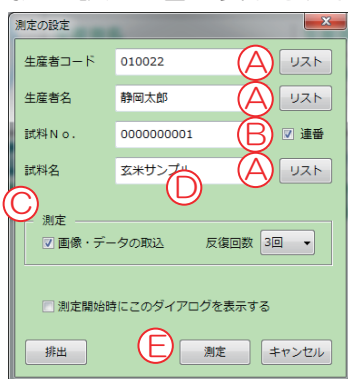 測定の設定
生産者コード 010022 A リスト
生産者名 静岡太郎 A リスト
試料No. 0000000001 B 連番
試料名 玄米サンプル A リスト
D
C
測定
画像・データの取込 反復回数 3回
測定開始時にこのダイアログを表示する
排出 E 測定 キャンセル